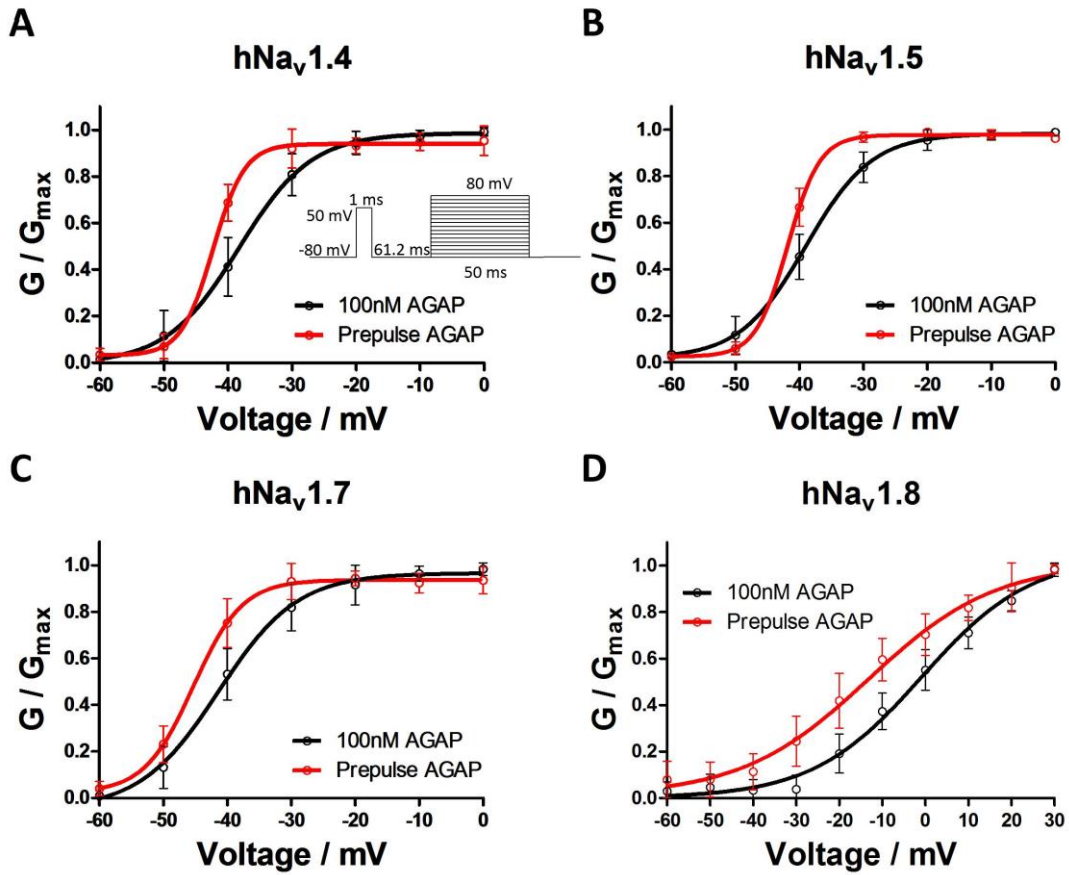 A
hNav1.4
G / Gmax
1.0
0.8
0.6
0.4
0.2
0.0
80 mV
1 ms
50 mV
-80 mV
61.2 ms
50 ms
100nM AGAP
Prepulse AGAP
-60 -50 -40 -30 -20 -10 0
Voltage / mV
B
hNav1.5
G / Gmax
1.0
0.8
0.6
0.4
0.2
0.0
100nM AGAP
Prepulse AGAP
-60 -50 -40 -30 -20 -10 0
Voltage / mV
C
hNav1.7
G / Gmax
1.0
0.8
0.6
0.4
0.2
0.0
100nM AGAP
Prepulse AGAP
-60 -50 -40 -30 -20 -10 0
Voltage / mV
D
hNav1.8
G / Gmax
1.0
0.8
0.6
0.4
0.2
0.0
100nM AGAP
Prepulse AGAP
-60 -50 -40 -30 -20 -10 0 10 20 30
Voltage / mV